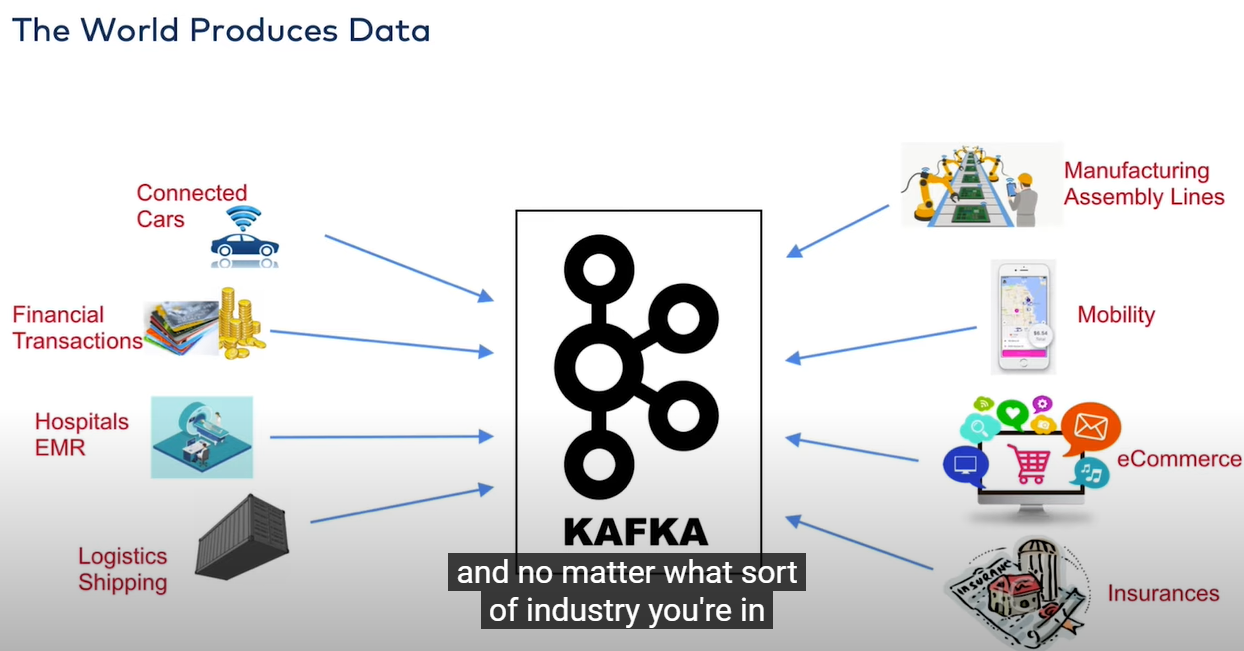 The World Produces Data
Connected
Cars
Financial
Transactions
Hospitals
EMR
Logistics
Shipping
KAFKA
Manufacturing
Assembly Lines
Mobility
eCommerce
INSURANC
Insurances
and no matter what sort
of industry you're in